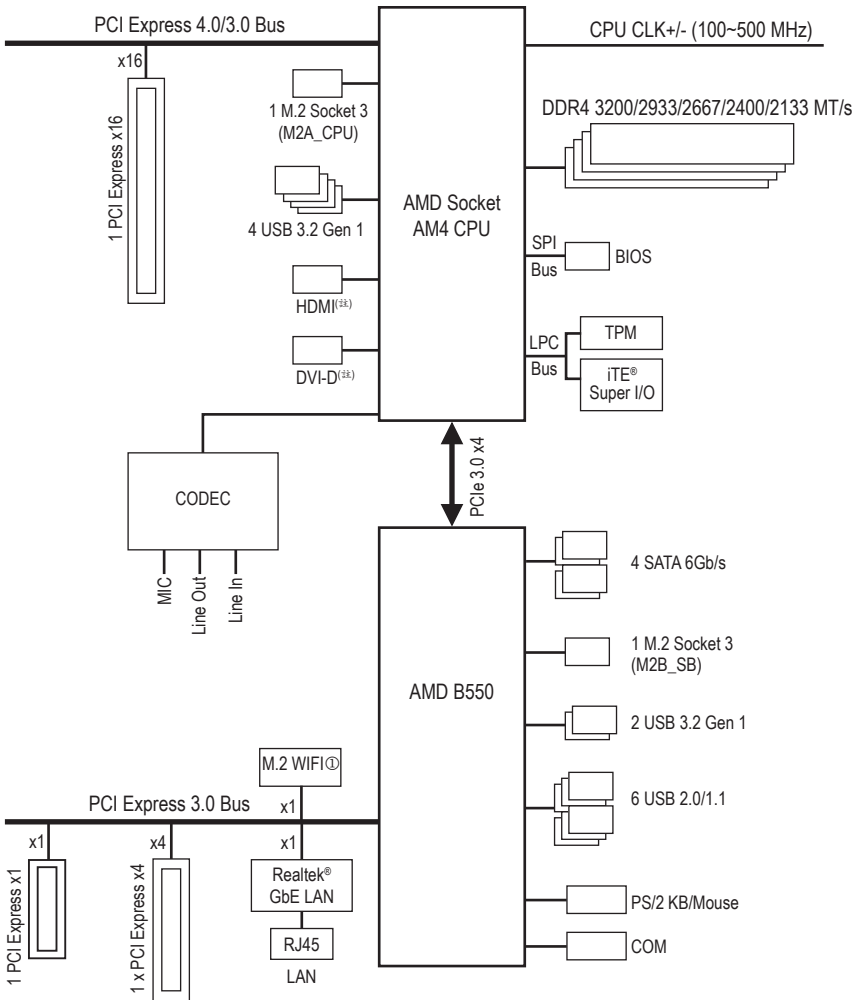 PCI Express 4.0/3.0 Bus
CPU CLK+/- (100~500 MHz)
x16
1 PCI Express x16
1 M.2 Socket 3
(M2A_CPU)
4 USB 3.2 Gen 1
HDMI(註)
DVI-D(註)
AMD Socket
AM4 CPU
DDR4 3200/2933/2667/2400/2133 MT/s
SPI
Bus
BIOS
LPC
Bus
TPM
iTE®
Super I/O
CODEC
MIC
Line Out
Line In
PCIe 3.0 x4
AMD B550
4 SATA 6Gb/s
1 M.2 Socket 3
(M2B_SB)
2 USB 3.2 Gen 1
6 USB 2.0/1.1
PS/2 KB/Mouse
COM
M.2 WIFI①
x1
PCI Express 3.0 Bus
x1
x4
x1
1 PCI Express x1
1 x PCI Express x4
Realtek®
GbE LAN
RJ45
LAN